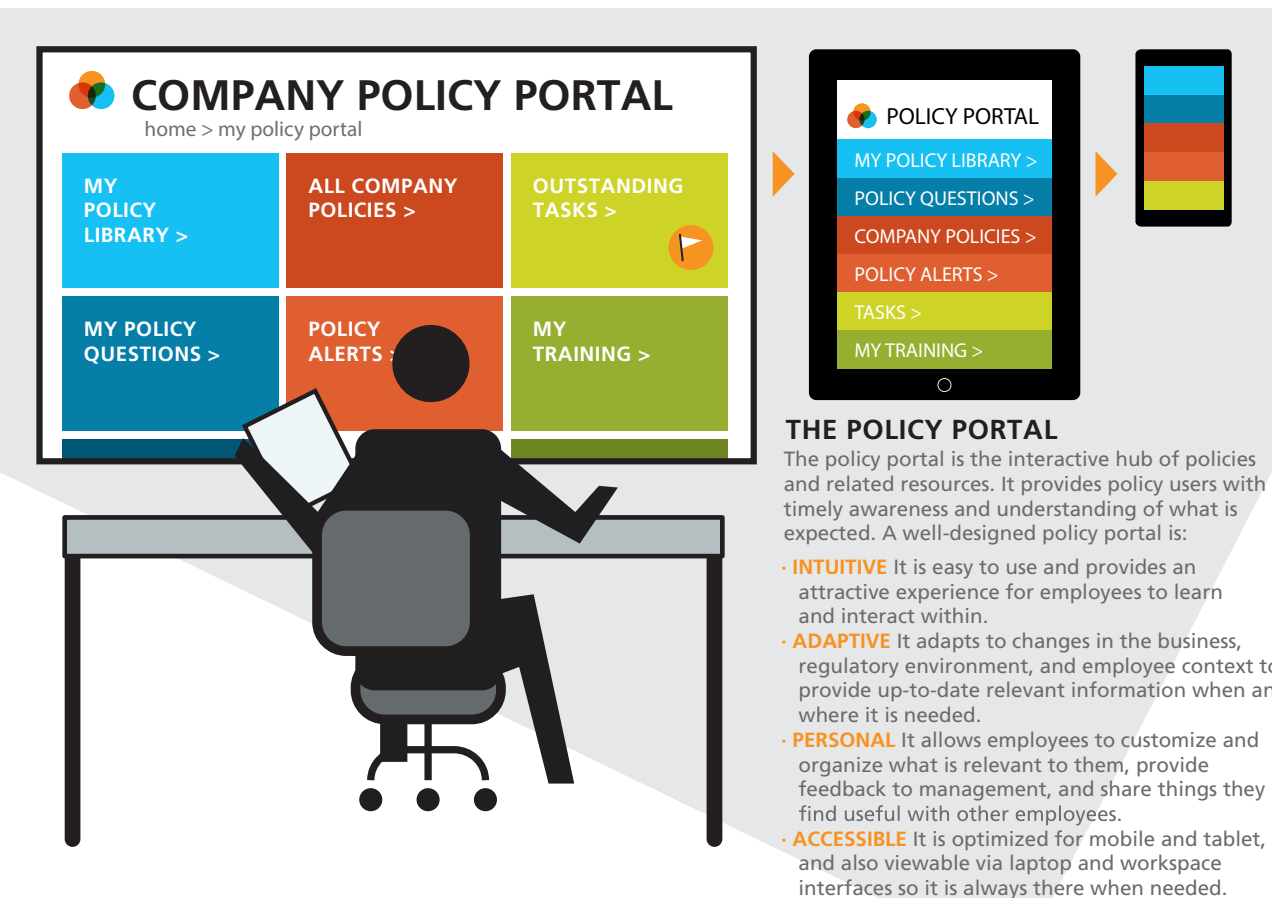 COMPANY POLICY PORTAL
home > my policy portal
MY
POLICY
LIBRARY >
ALL COMPANY
POLICIES >
OUTSTANDING
TASKS >
MY POLICY
QUESTIONS >
POLICY
ALERTS >
MY
TRAINING >
POLICY PORTAL
MY POLICY LIBRARY >
POLICY QUESTIONS >
COMPANY POLICIES >
POLICY ALERTS >
TASKS >
MY TRAINING >
THE POLICY PORTAL
The policy portal is the interactive hub of policies
and related resources. It provides policy users with
timely awareness and understanding of what is
expected. A well-designed policy portal is:
· INTUITIVE It is easy to use and provides an
attractive experience for employees to learn
and interact within.
· ADAPTIVE It adapts to changes in the business,
regulatory environment, and employee context to
provide up-to-date relevant information when an
where it is needed.
· PERSONAL It allows employees to customize and
organize what is relevant to them, provide
feedback to management, and share things they
find useful with other employees.
· ACCESSIBLE It is optimized for mobile and tablet,
and also viewable via laptop and workspace
interfaces so it is always there when needed.